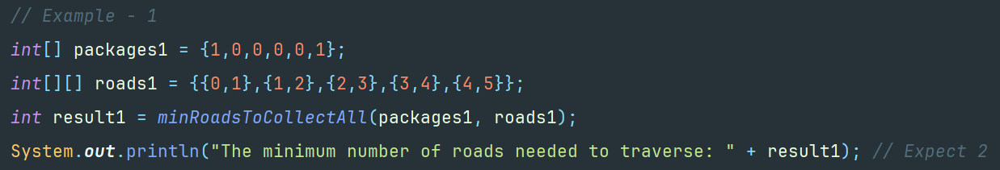 // Example - 1
int[] packages1 = {1,0,0,0,0,1};
int[][] roads1 = {{0,1},{1,2},{2,3},{3,4},{4,5}};
int result1 = minRoadsToCollectAll(packages1, roads1);
System.out.println("The minimum number of roads needed to traverse: " + result1); // Expect 2